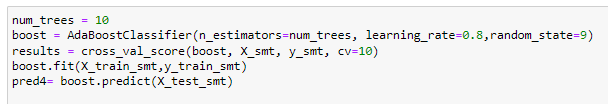 num_trees = 10
boost = AdaBoostClassifier(n_estimators=num_trees, learning_rate=0.8,random_state=9)
results = cross_val_score(boost, X_smt, y_smt, cv=10)
boost.fit(X_train_smt,y_train_smt)
pred4= boost.predict(X_test_smt)